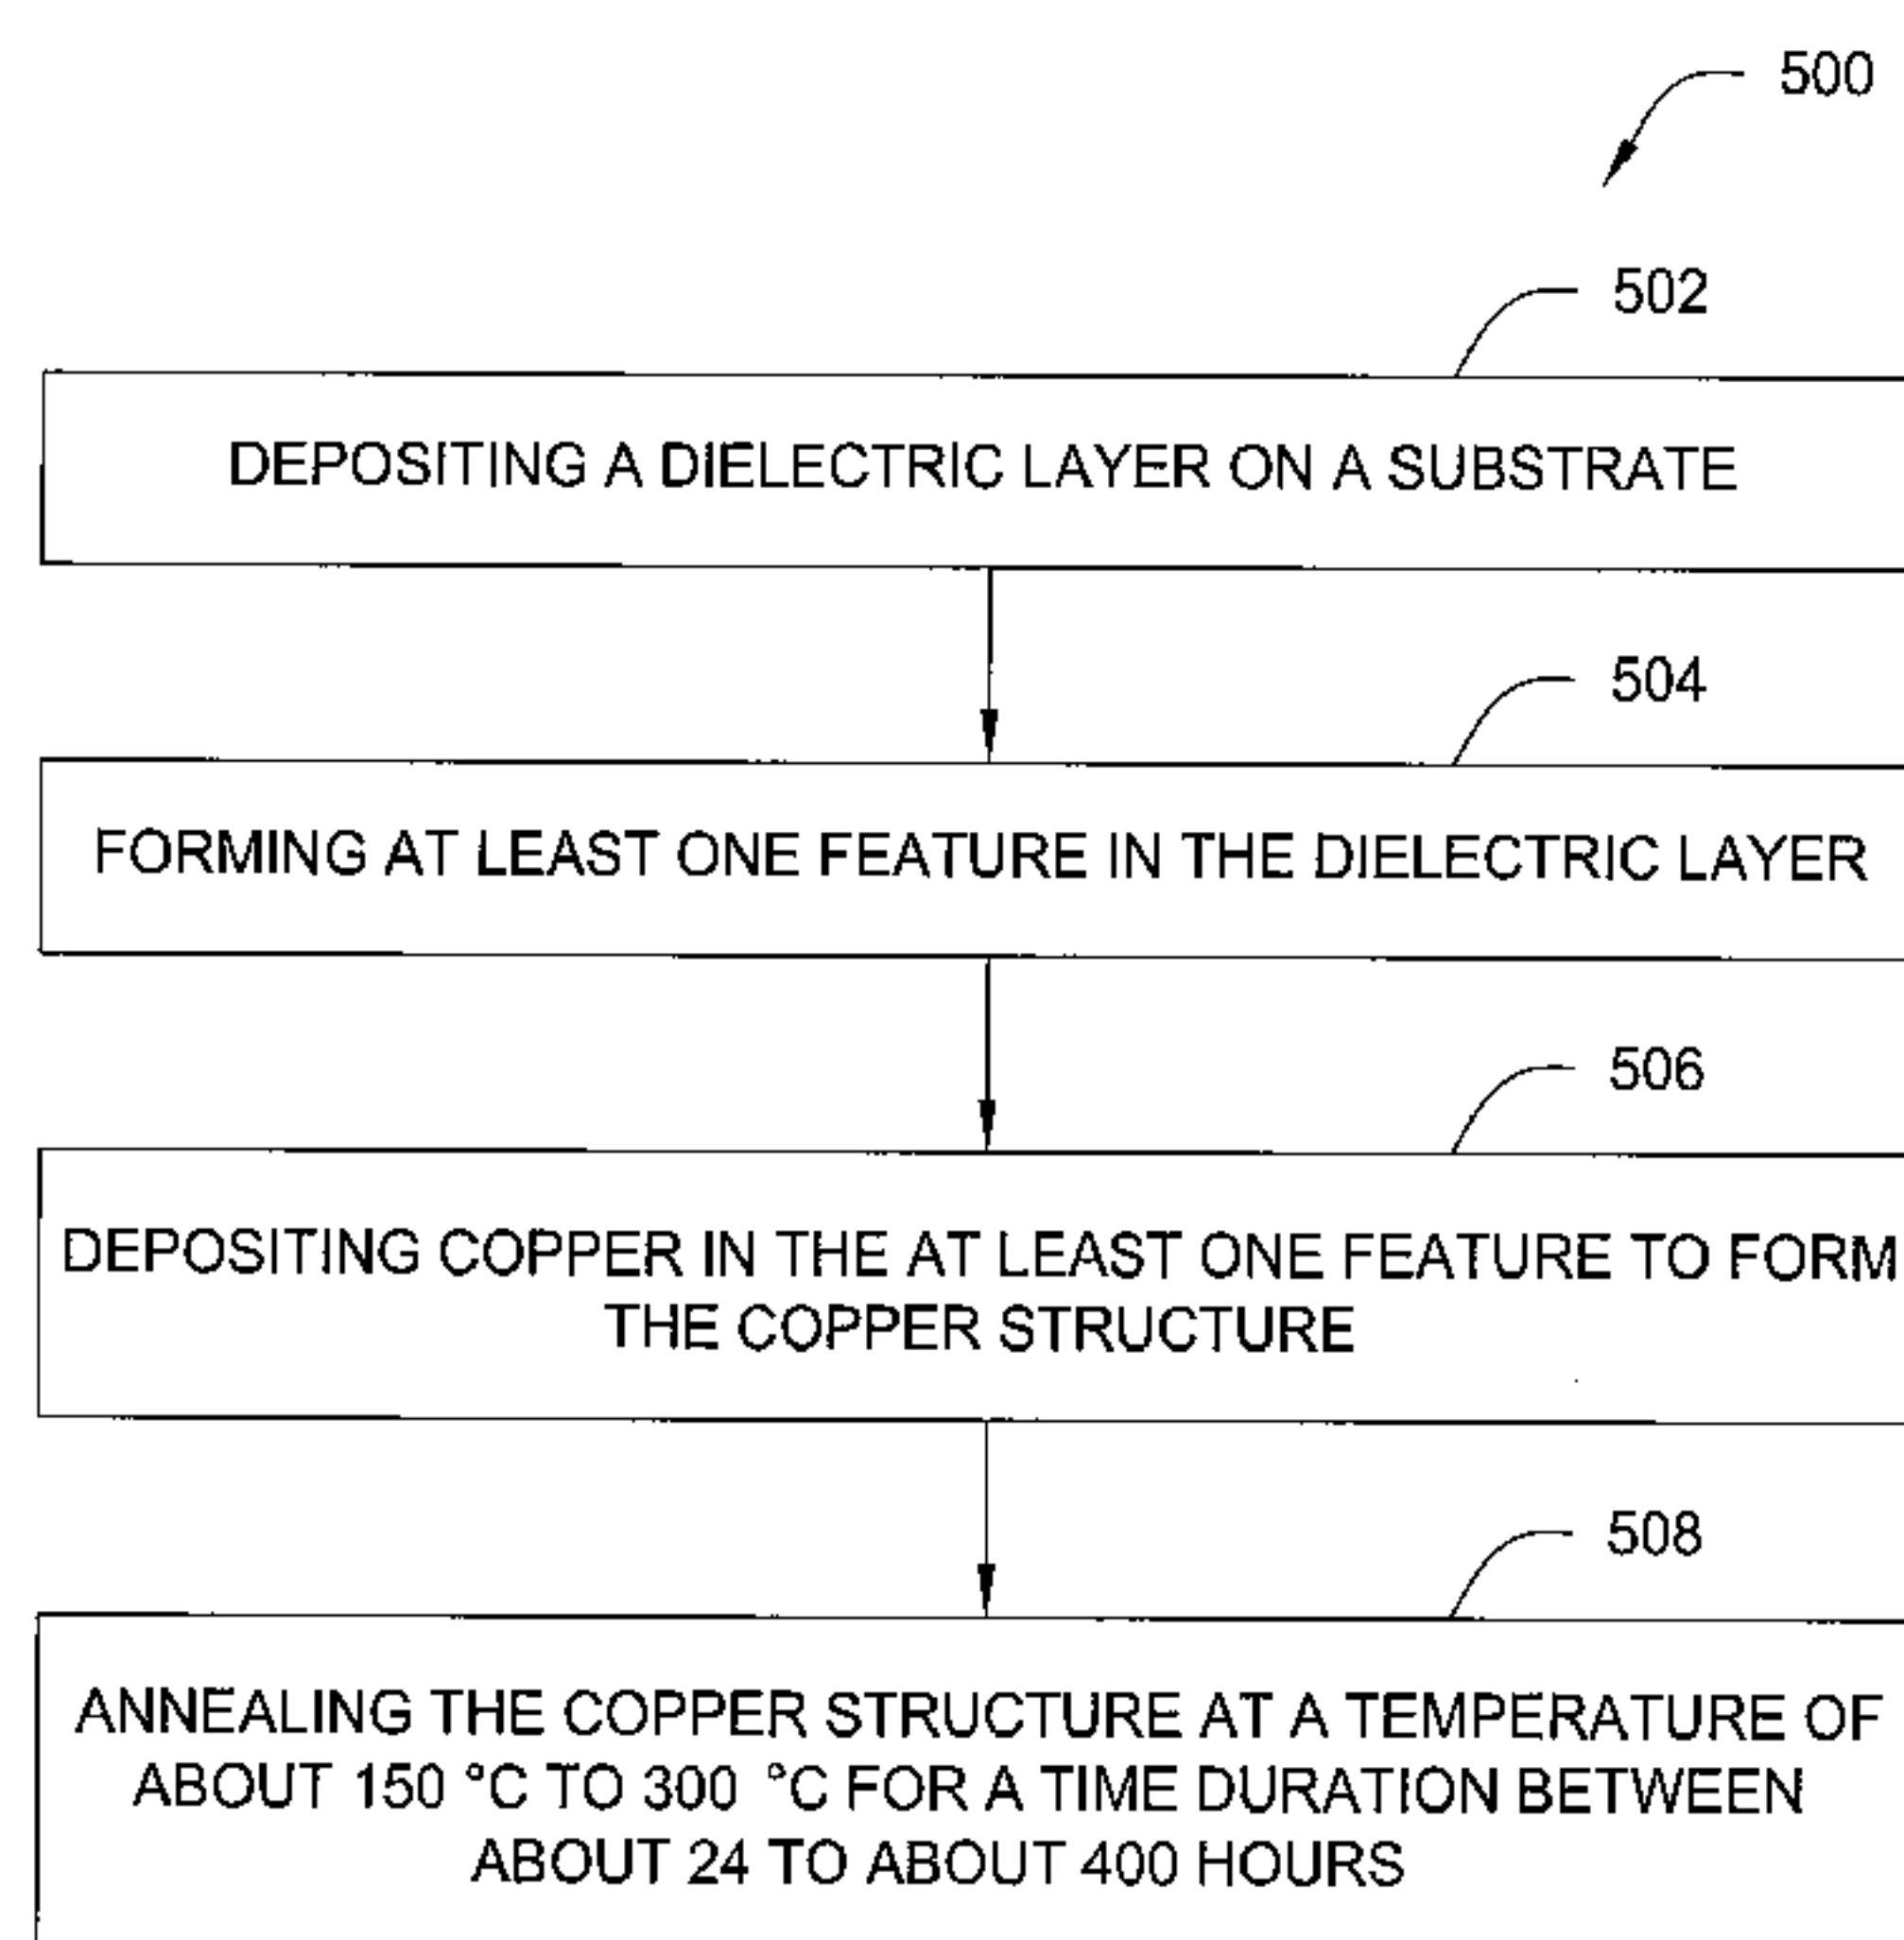 500
502
DEPOSITING A DIELECTRIC LAYER ON A SUBSTRATE
504
FORMING AT LEAST ONE FEATURE IN THE DIELECTRIC LAYER
506
DEPOSITING COPPER IN THE AT LEAST ONE FEATURE TO FORM
THE COPPER STRUCTURE
508
ANNEALING THE COPPER STRUCTURE AT A TEMPERATURE OF
ABOUT 150 °C TO 300 °C FOR A TIME DURATION BETWEEN
ABOUT 24 TO ABOUT 400 HOURS